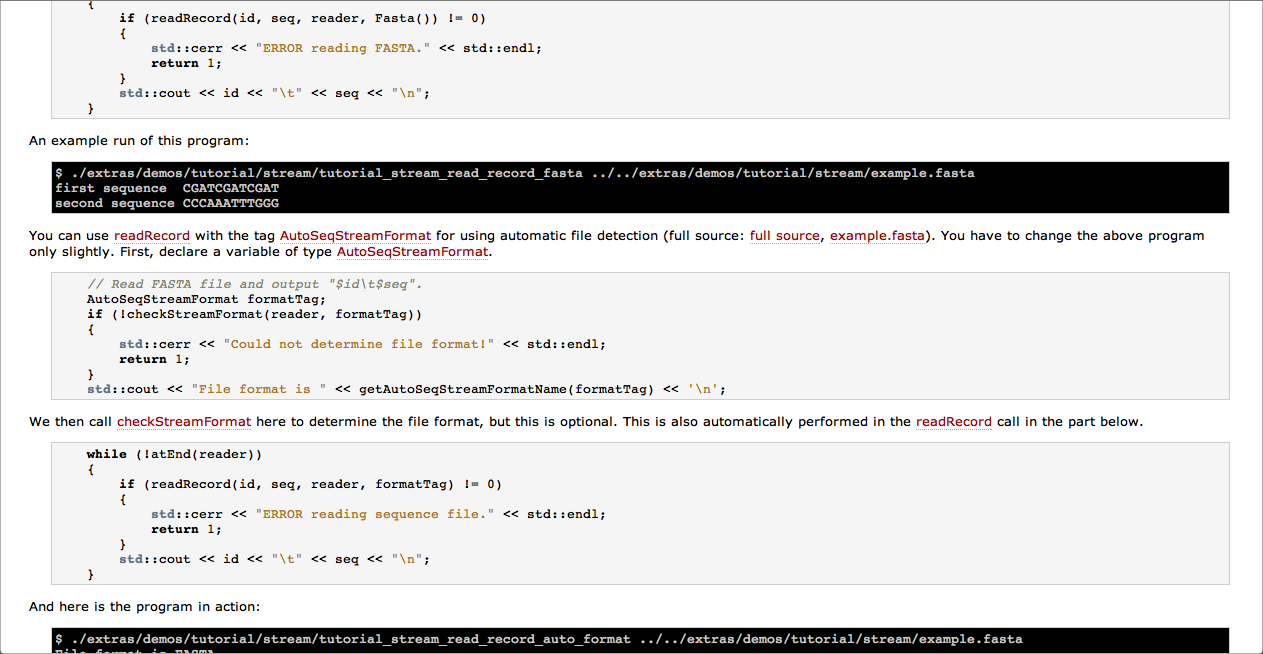 {
if (readRecord(id, seq, reader, Fasta()) != 0)
{
std::cerr << "ERROR reading FASTA." << std::endl;
return 1;
}
std::cout << id << "\t" << seq << "\n";
}
An example run of this program:
$ ./extras/demos/tutorial/stream/tutorial_stream_read_record_fasta ../../extras/demos/tutorial/stream/example.fasta
first sequence  CGATCGATCGAT
second sequence CCCAAATTTGGG
You can use readRecord with the tag AutoSeqStreamFormat for using automatic file detection (full source: full source, example.fasta). You have to change the above program
only slightly. First, declare a variable of type AutoSeqStreamFormat.
// Read FASTA file and output "$id\t$seq".
AutoSeqStreamFormat formatTag;
if (!checkStreamFormat(reader, formatTag))
{
std::cerr << "Could not determine file format!" << std::endl;
return 1;
}
std::cout << "File format is " << getAutoSeqStreamFormatName(formatTag) << '\n';
We then call checkStreamFormat here to determine the file format, but this is optional. This is also automatically performed in the readRecord call in the part below.
while (!atEnd(reader))
{
if (readRecord(id, seq, reader, formatTag) != 0)
{
std::cerr << "ERROR reading sequence file." << std::endl;
return 1;
}
std::cout << id << "\t" << seq << "\n";
}
And here is the program in action:
$ ./extras/demos/tutorial/stream/tutorial_stream_read_record_auto_format ../../extras/demos/tutorial/stream/example.fasta
File format is FASTA